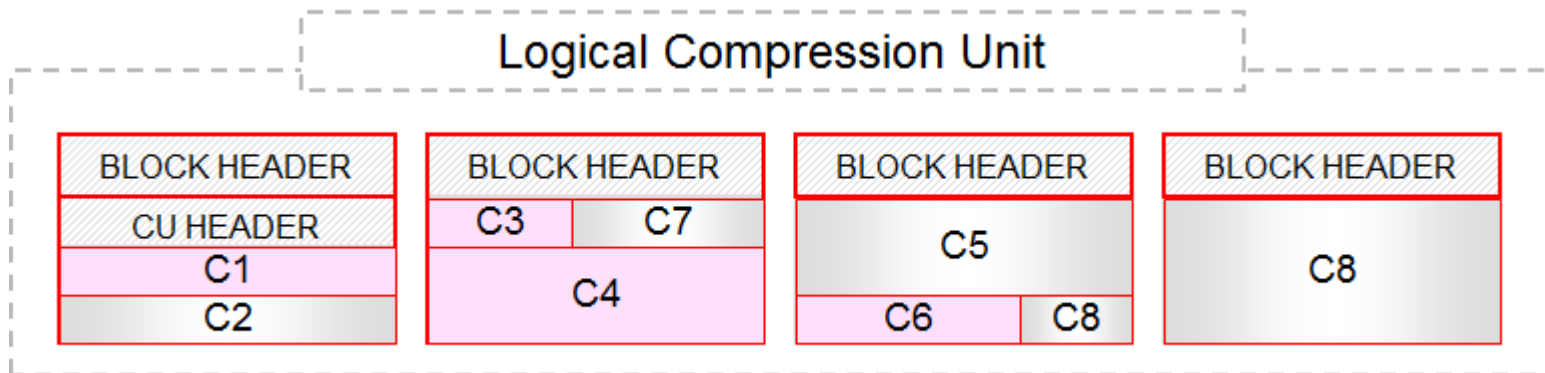 Logical Compression Unit
BLOCK HEADER
CU HEADER
C1
C2
BLOCK HEADER
C3 C7
C4
BLOCK HEADER
C5
C6 C8
BLOCK HEADER
C8